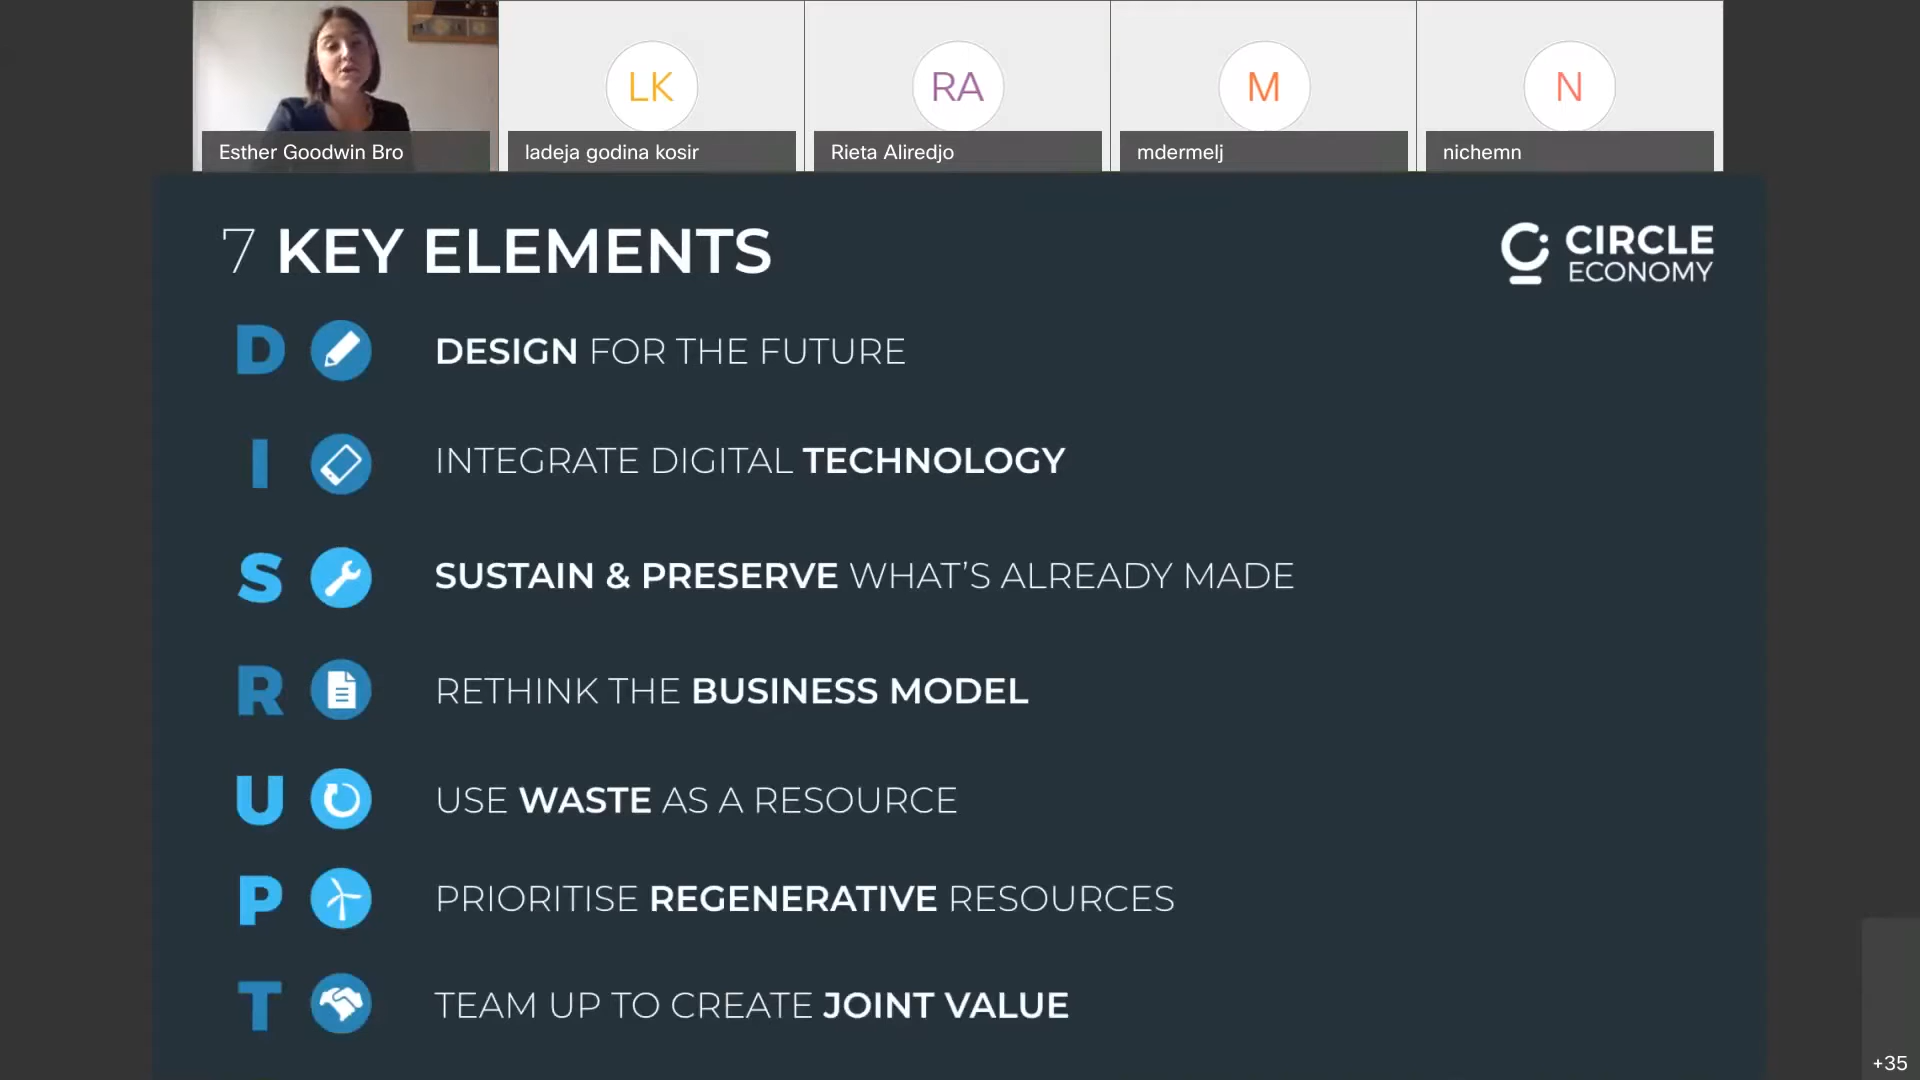 LK
RA
M
N
Esther Goodwin Bro
ladeja godina kosir
Rieta Aliredjo
mdermelj
nichemn
7 KEY ELEMENTS
CIRCLE
ECONOMY
D DESIGN FOR THE FUTURE
I INTEGRATE DIGITAL TECHNOLOGY
S SUSTAIN & PRESERVE WHAT'S ALREADY MADE
R RETHINK THE BUSINESS MODEL
U USE WASTE AS A RESOURCE
P PRIORITISE REGENERATIVE RESOURCES
T TEAM UP TO CREATE JOINT VALUE
+35